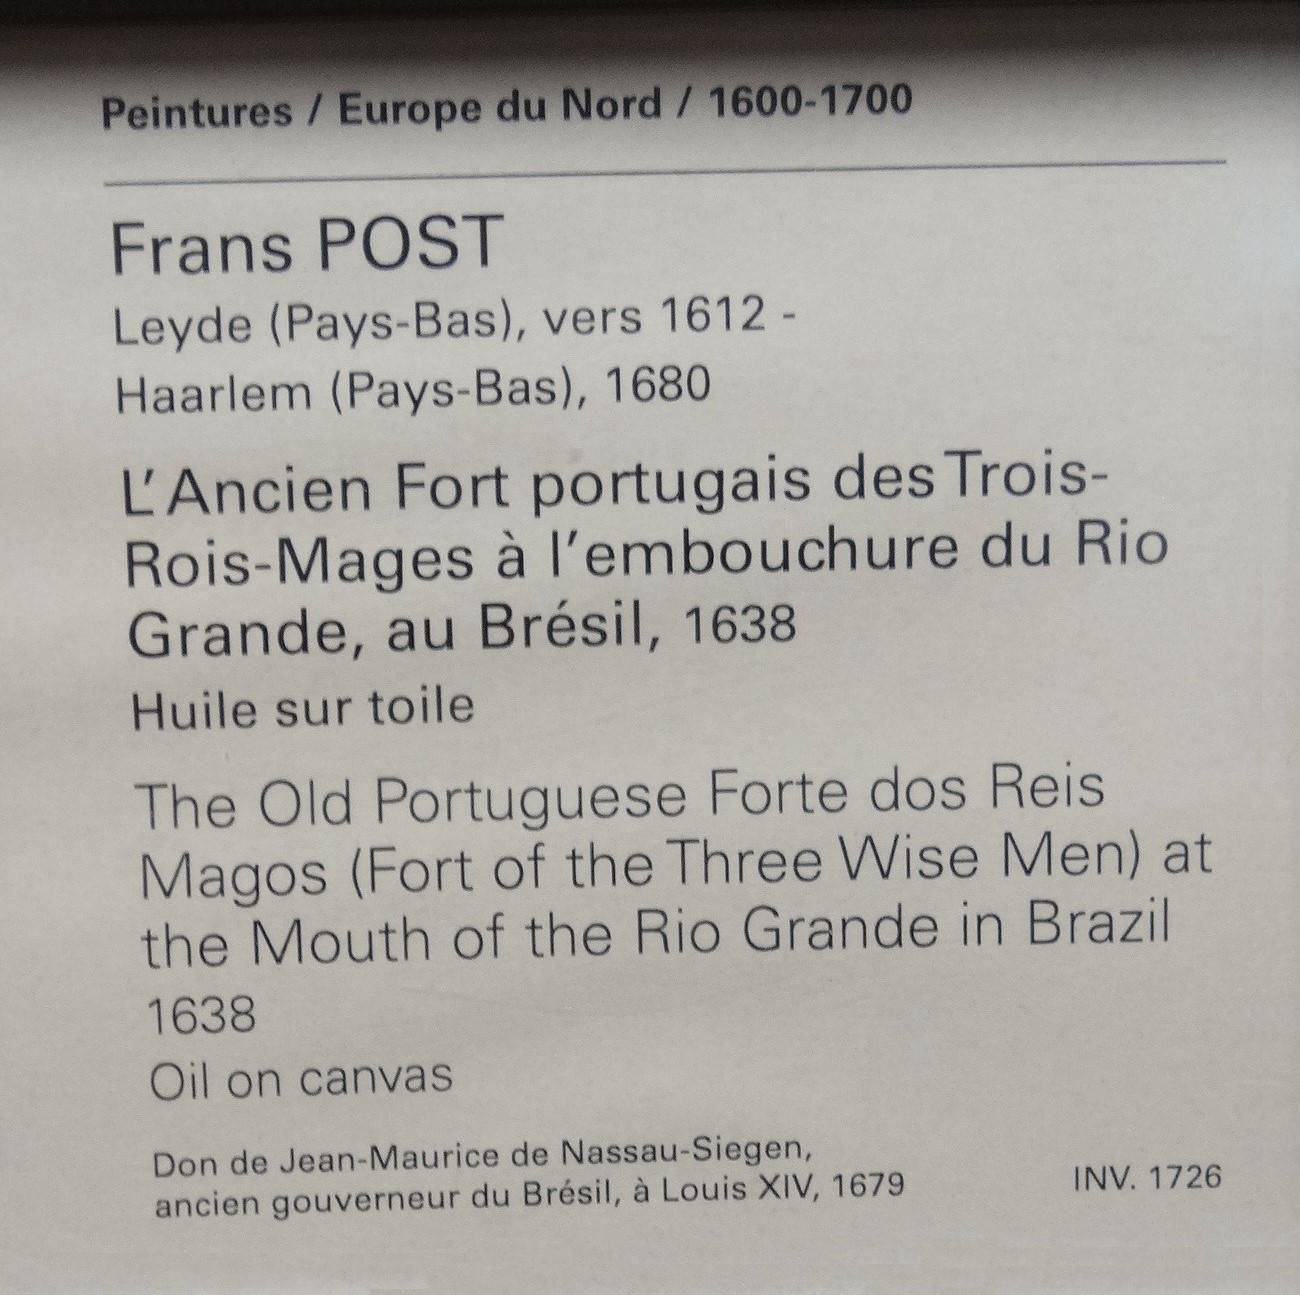 Peintures / Europe du Nord / 1600-1700
Frans POST
Leyde (Pays-Bas), vers 1612 -
Haarlem (Pays-Bas), 1680
L'Ancien Fort portugais des Trois-
Rois-Mages à l'embouchure du Rio
Grande, au Brésil, 1638
Huile sur toile
The Old Portuguese Forte dos Reis
Magos (Fort of the Three Wise Men) at
the Mouth of the Rio Grande in Brazil
1638
Oil on canvas
Don de Jean-Maurice de Nassau-Siegen,
ancien gouverneur du Brésil, à Louis XIV, 1679
INV. 1726